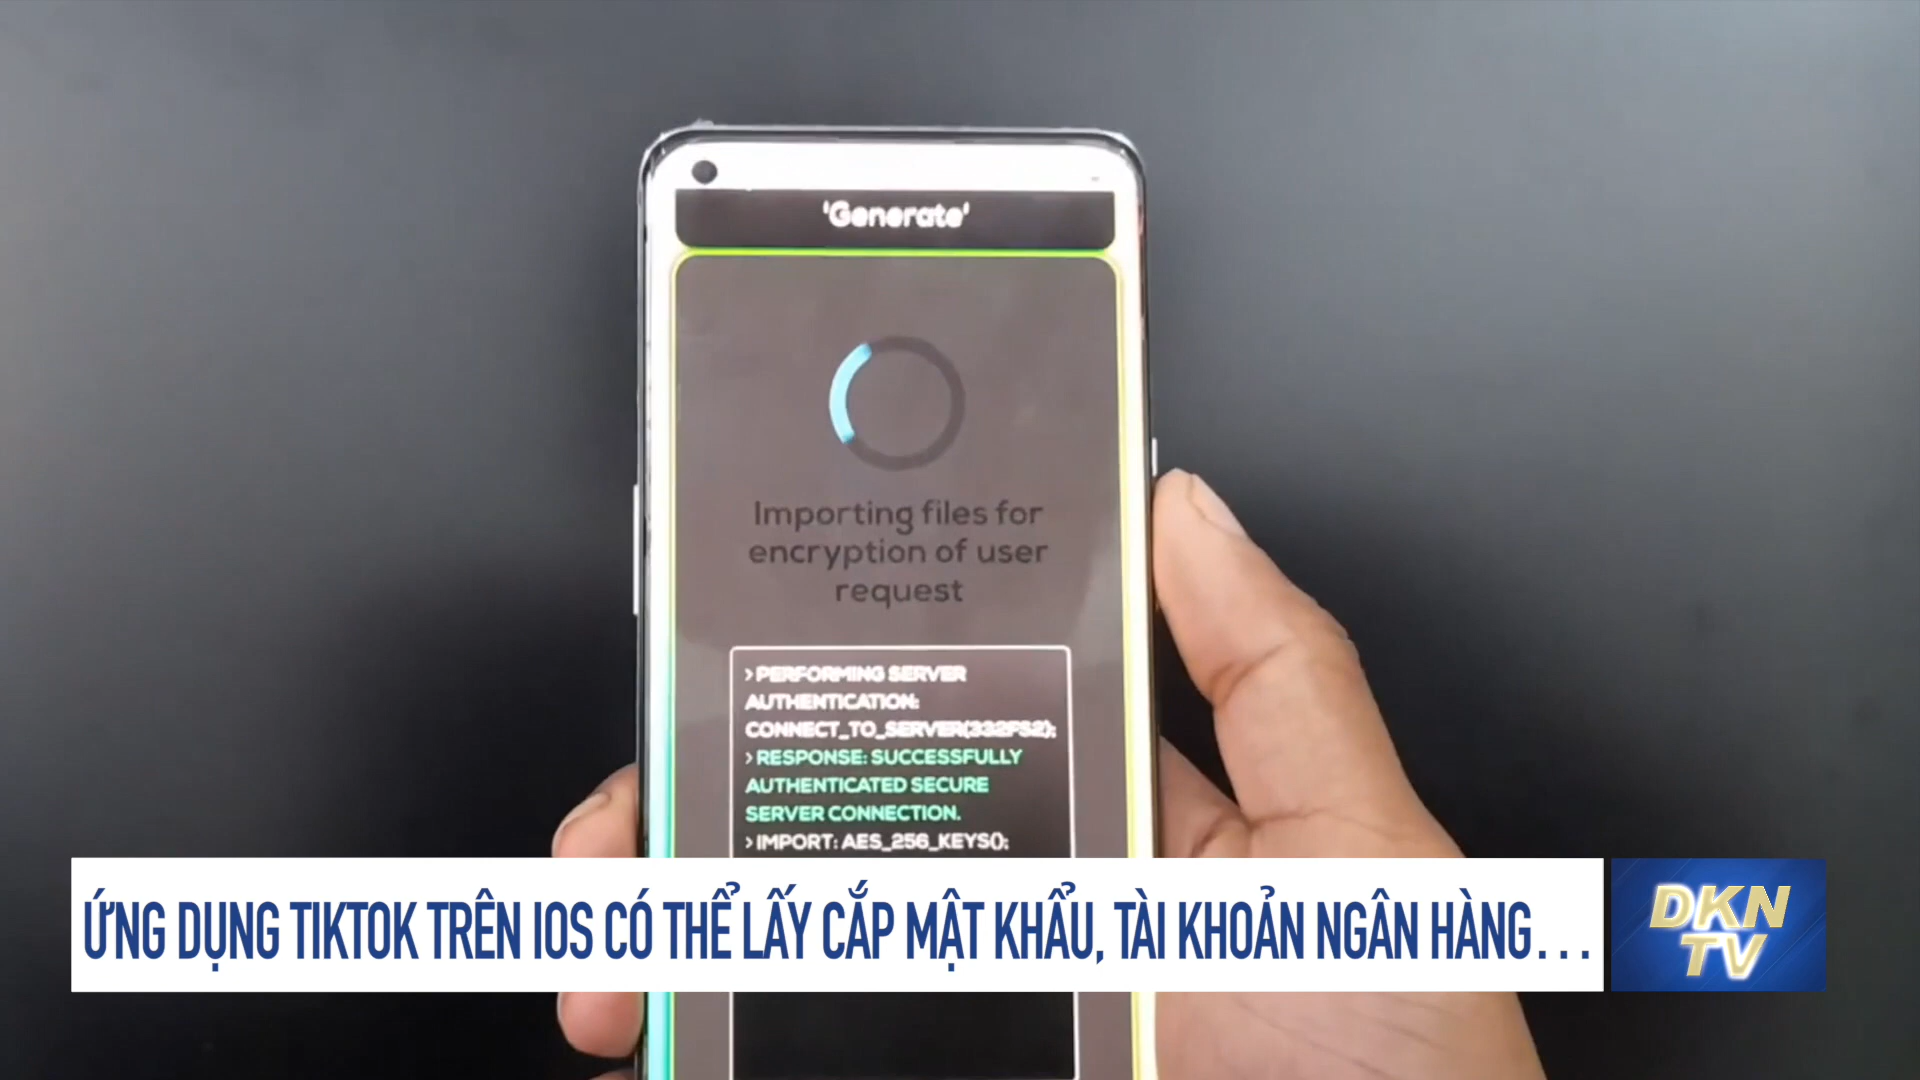 'Generate'
Importing files for
encryption of user
request
> PERFORMING SERVER
AUTHENTICATION:
CONNECT_TO_SERVER(332FS2);
> RESPONSE: SUCCESSFULLY
AUTHENTICATED SECURE
SERVER CONNECTION.
> IMPORT: AES_256_KEYS();
ỨNG DỤNG TIKTOK TRÊN IOS CÓ THỂ LẤY CẮP MẬT KHẨU, TÀI KHOẢN NGÂN HÀNG...
DKN
TV